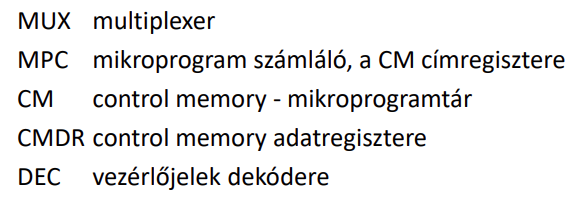 MUX multiplexer
MPC mikroprogram számláló, a CM címregisztere
CM control memory - mikroprogramtár
CMDR control memory adatregisztere
DEC vezérlőjelek dekódere